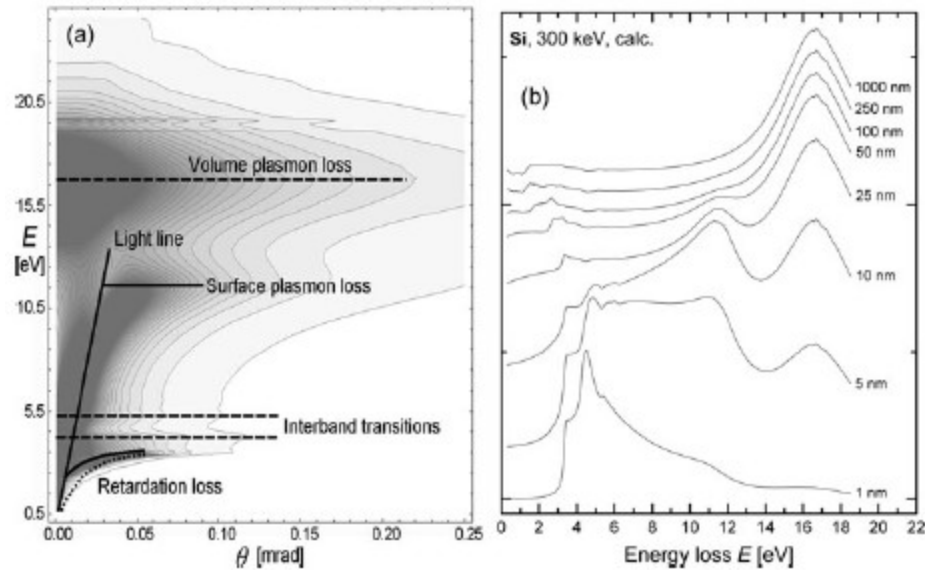 (a)
20.5
15.5
E
[eV]
10.5
5.5
0.5
Volume plasmon loss
Light line
Surface plasmon loss
Interband transitions
Retardation loss
0.00
0.05
0.10
0.15
0.20
0.25
θ [mrad]
Si, 300 keV, calc.
(b)
1000 nm
250 nm
100 nm
50 nm
25 nm
10 nm
5 nm
1 nm
0 2 4 6 8 10 12 14 16 18 20 22
Energy loss E [eV]